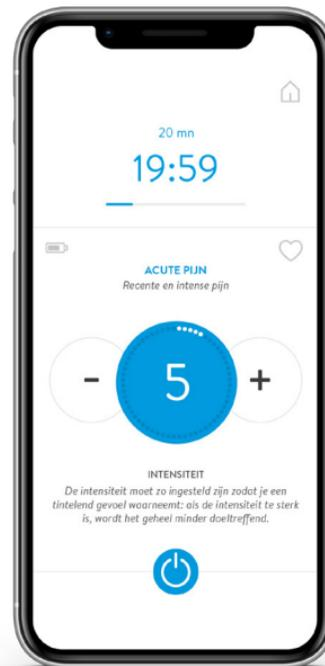 20 mn
19:59
ACUTE PIJN
Recente en intense pijn
-
5
+
INTENSITEIT
De intensiteit moet zo ingesteld zijn zodat je een
tintelend gevoel waarneemt: als de intensiteit te sterk
is, wordt het geheel minder doeltreffend.